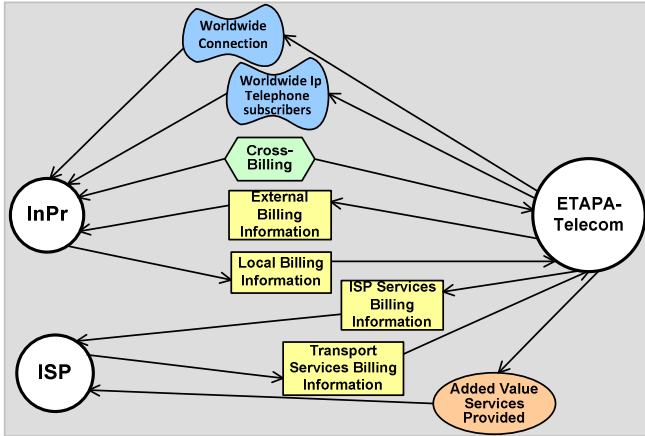 Worldwide
Connection
Worldwide Ip
Telephone
subscribers
Cross-
Billing
InPr
External
Billing
Information
ETAPA-
Telecom
Local Billing
Information
ISP Services
Billing
Information
ISP
Transport
Services Billing
Information
Added Value
Services
Provided